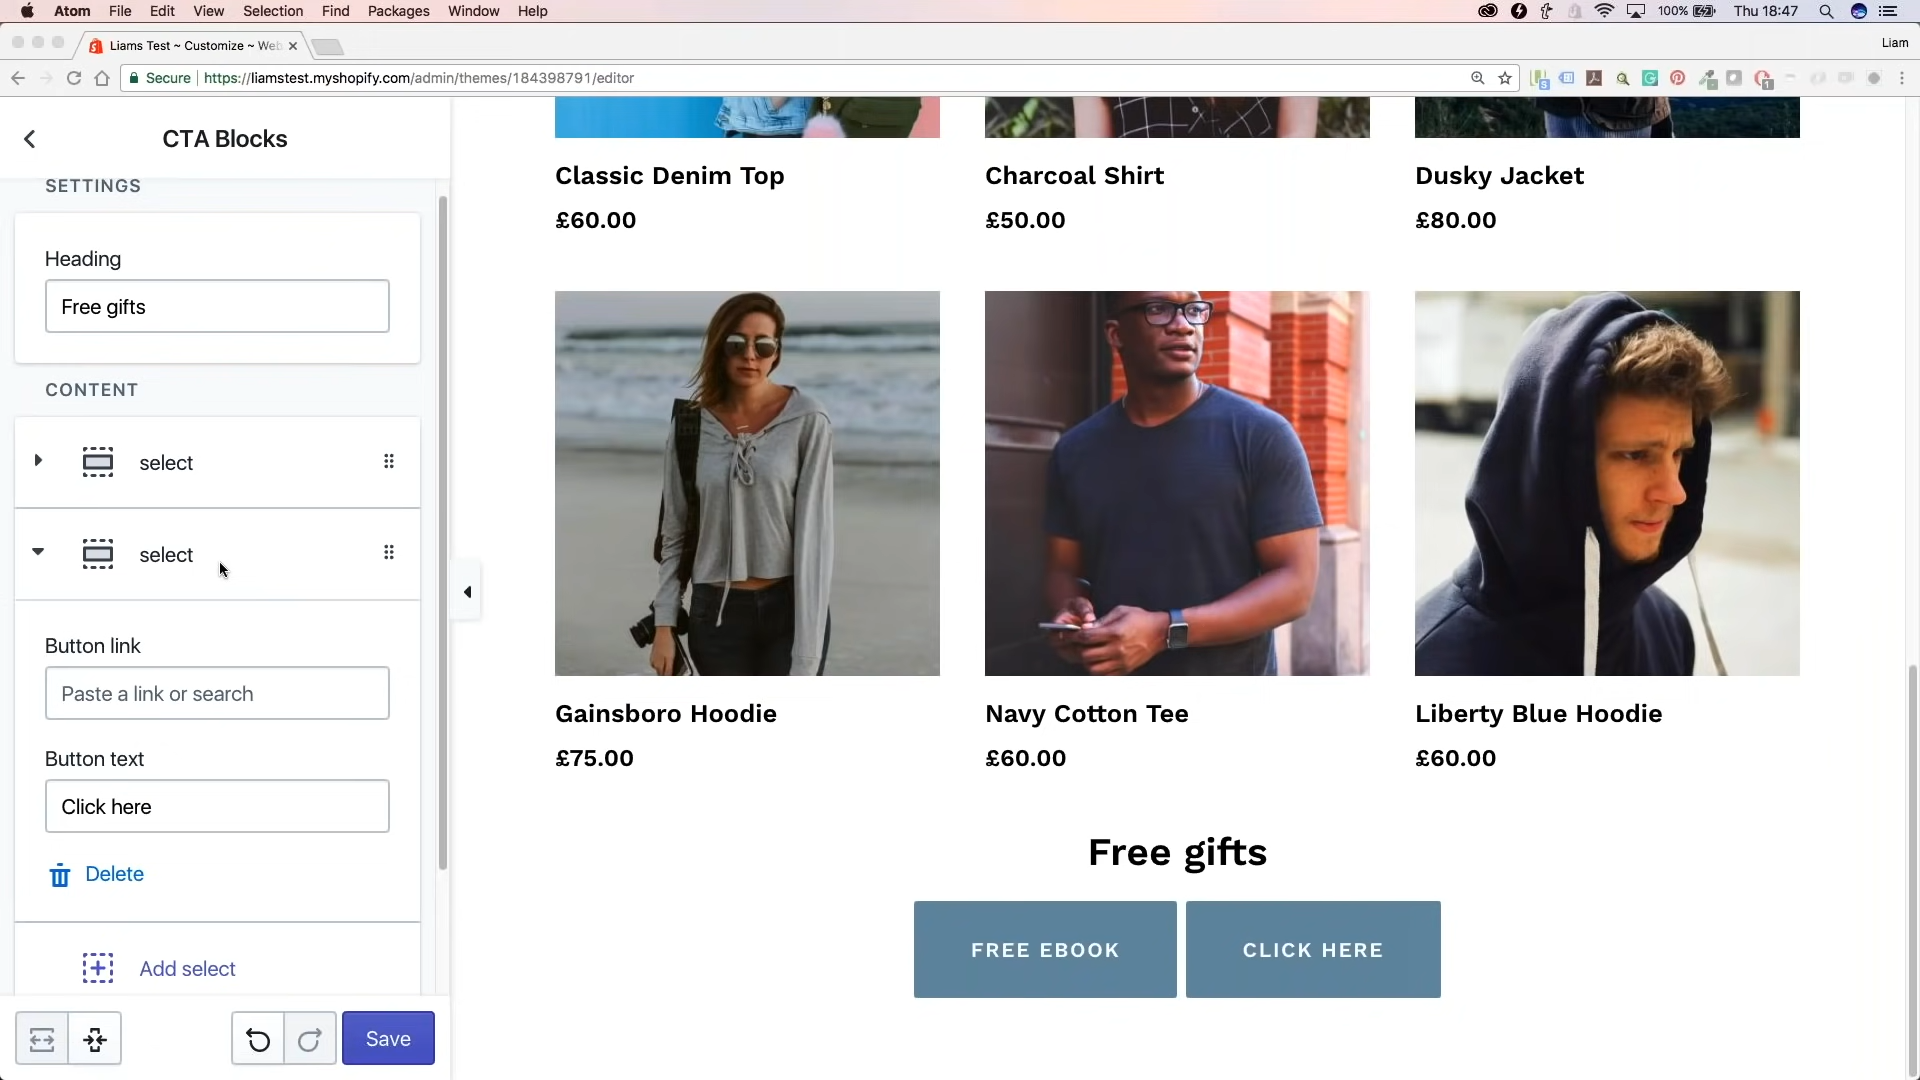 Atom File Edit View Selection Find Packages Window Help
100% Thu 18:47
Liams Test ~ Customize ~ Web
Liam
Secure https://liamstest.myshopify.com/admin/themes/184398791/editor
CTA Blocks
SETTINGS
Heading
Free gifts
CONTENT
select
select
Button link
Paste a link or search
Button text
Click here
Delete
Add select
Save
Classic Denim Top
£60.00
Charcoal Shirt
£50.00
Dusky Jacket
£80.00
Gainsboro Hoodie
£75.00
Navy Cotton Tee
£60.00
Liberty Blue Hoodie
£60.00
Free gifts
FREE EBOOK
CLICK HERE